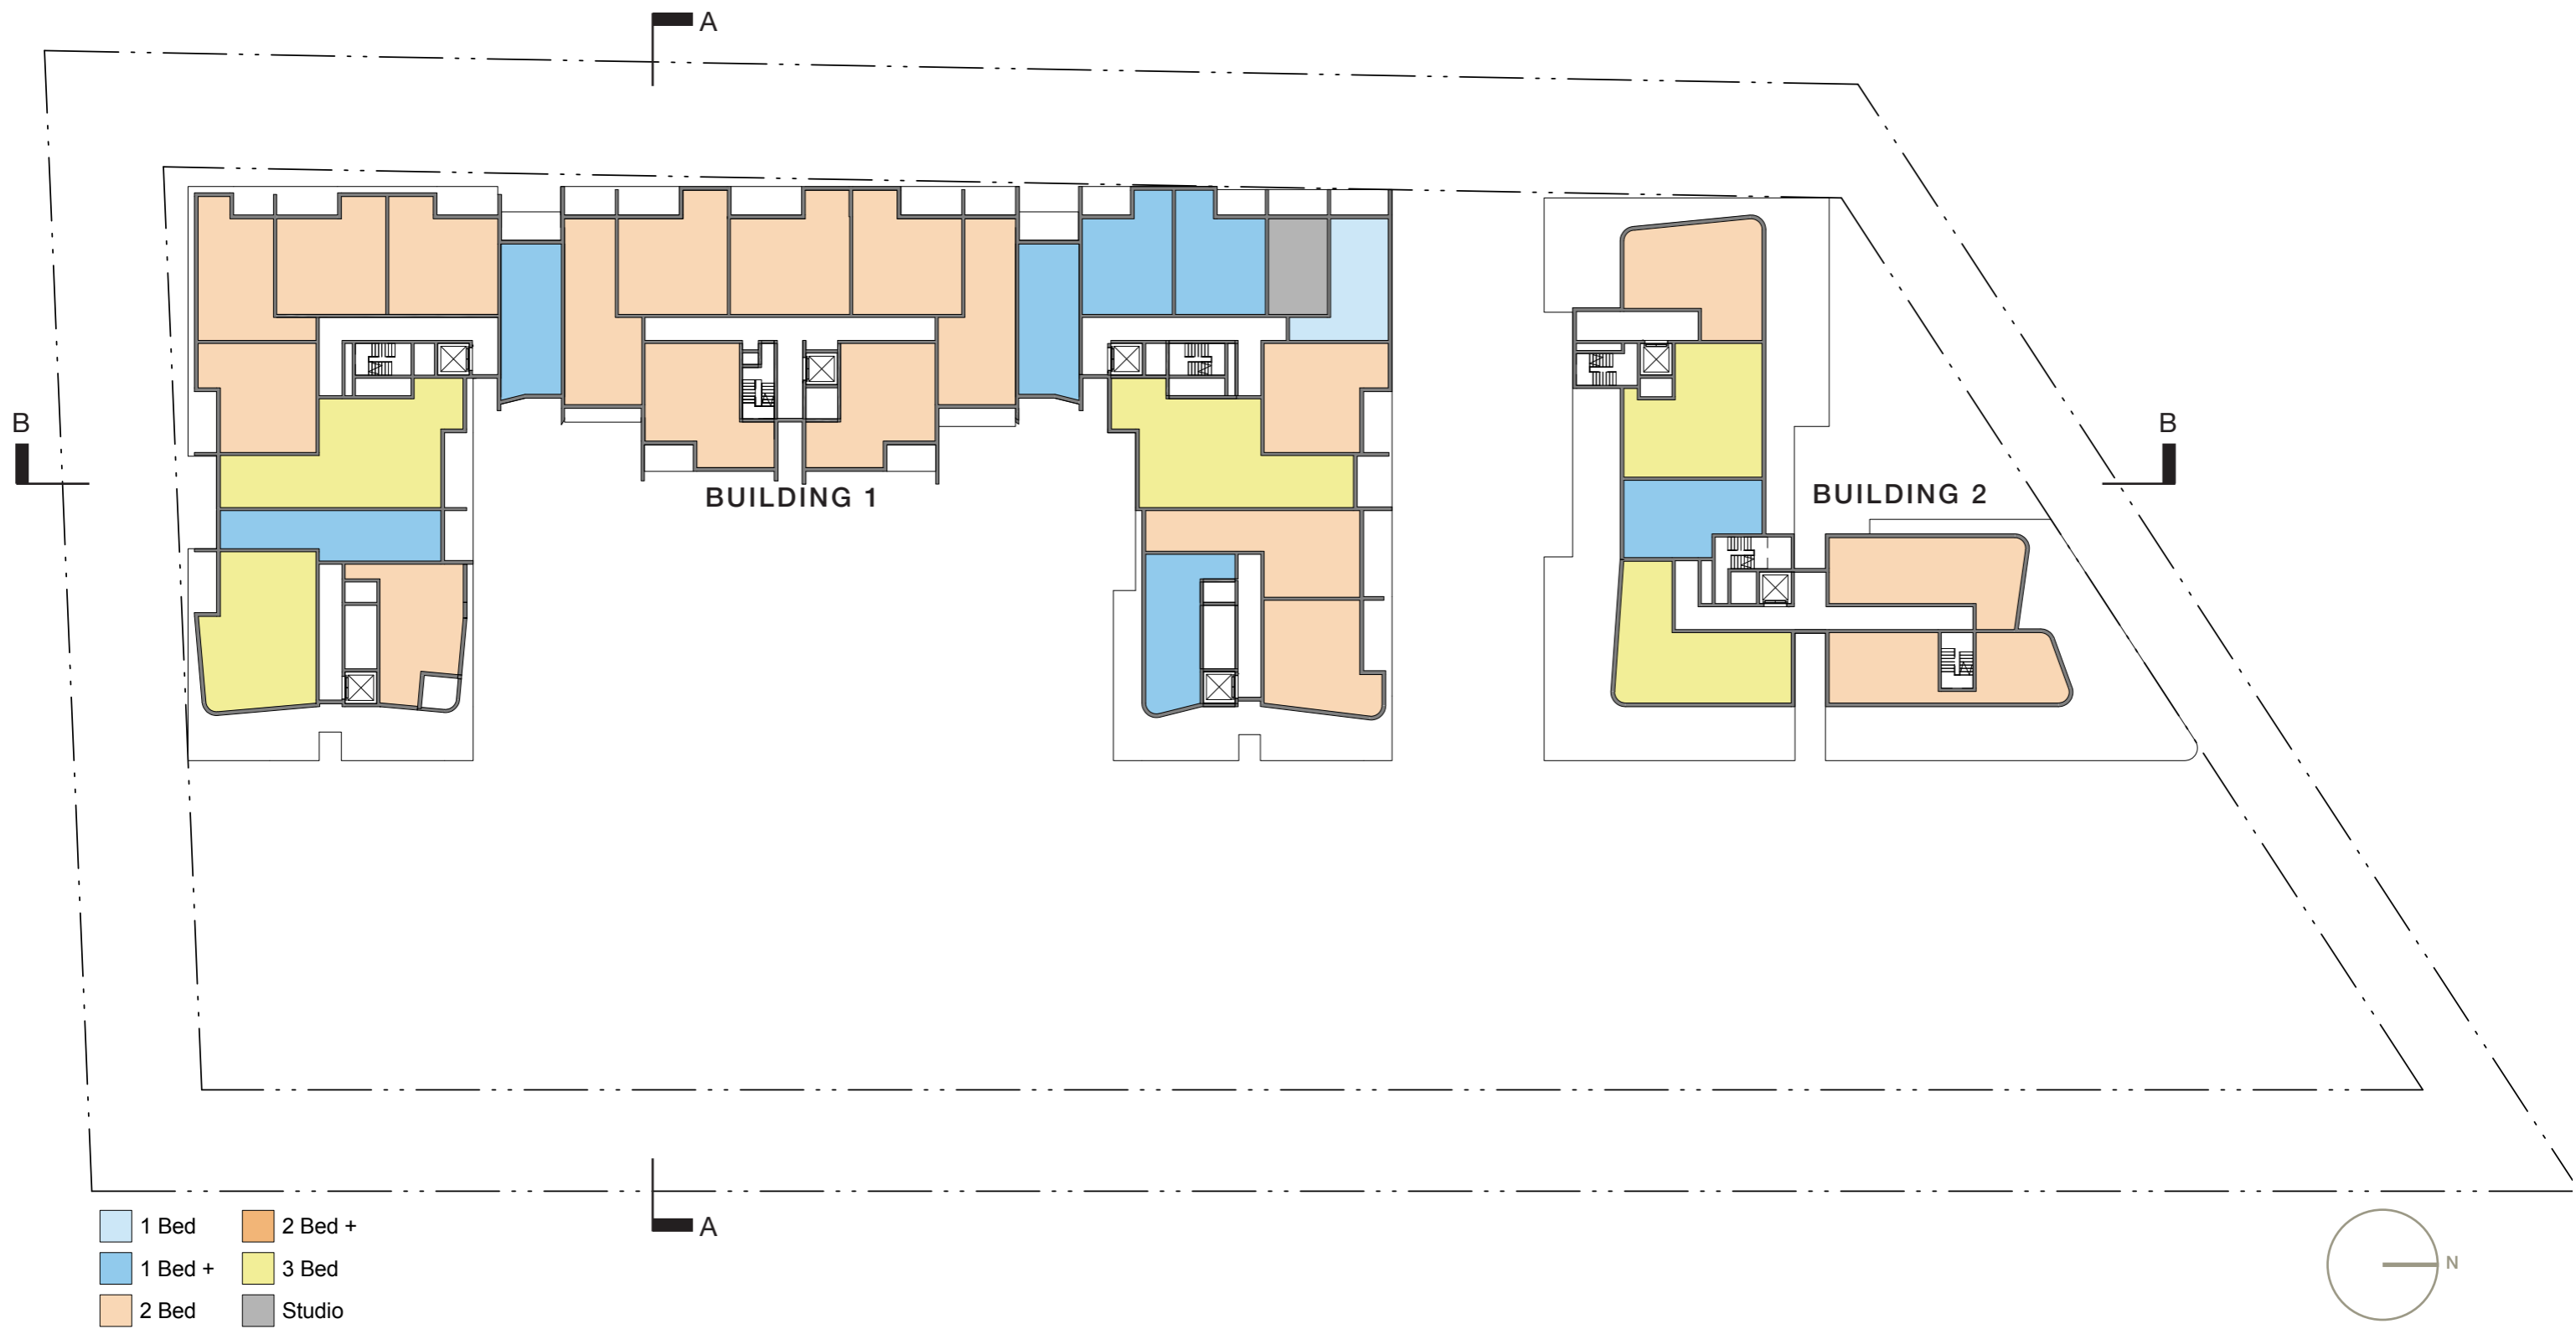 A
B
B
BUILDING 1
BUILDING 2
A
1 Bed
2 Bed +
1 Bed +
3 Bed
2 Bed
Studio
N